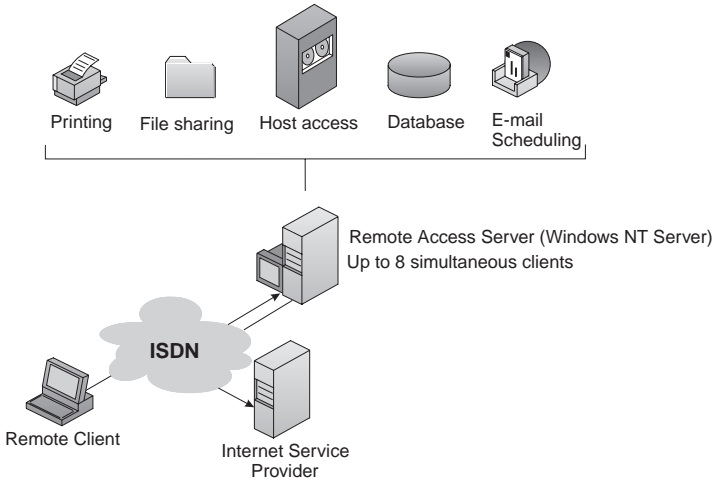 Printing
File sharing
Host access
Database
E-mail
Scheduling
Remote Access Server (Windows NT Server)
Up to 8 simultaneous clients
ISDN
Remote Client
Internet Service
Provider